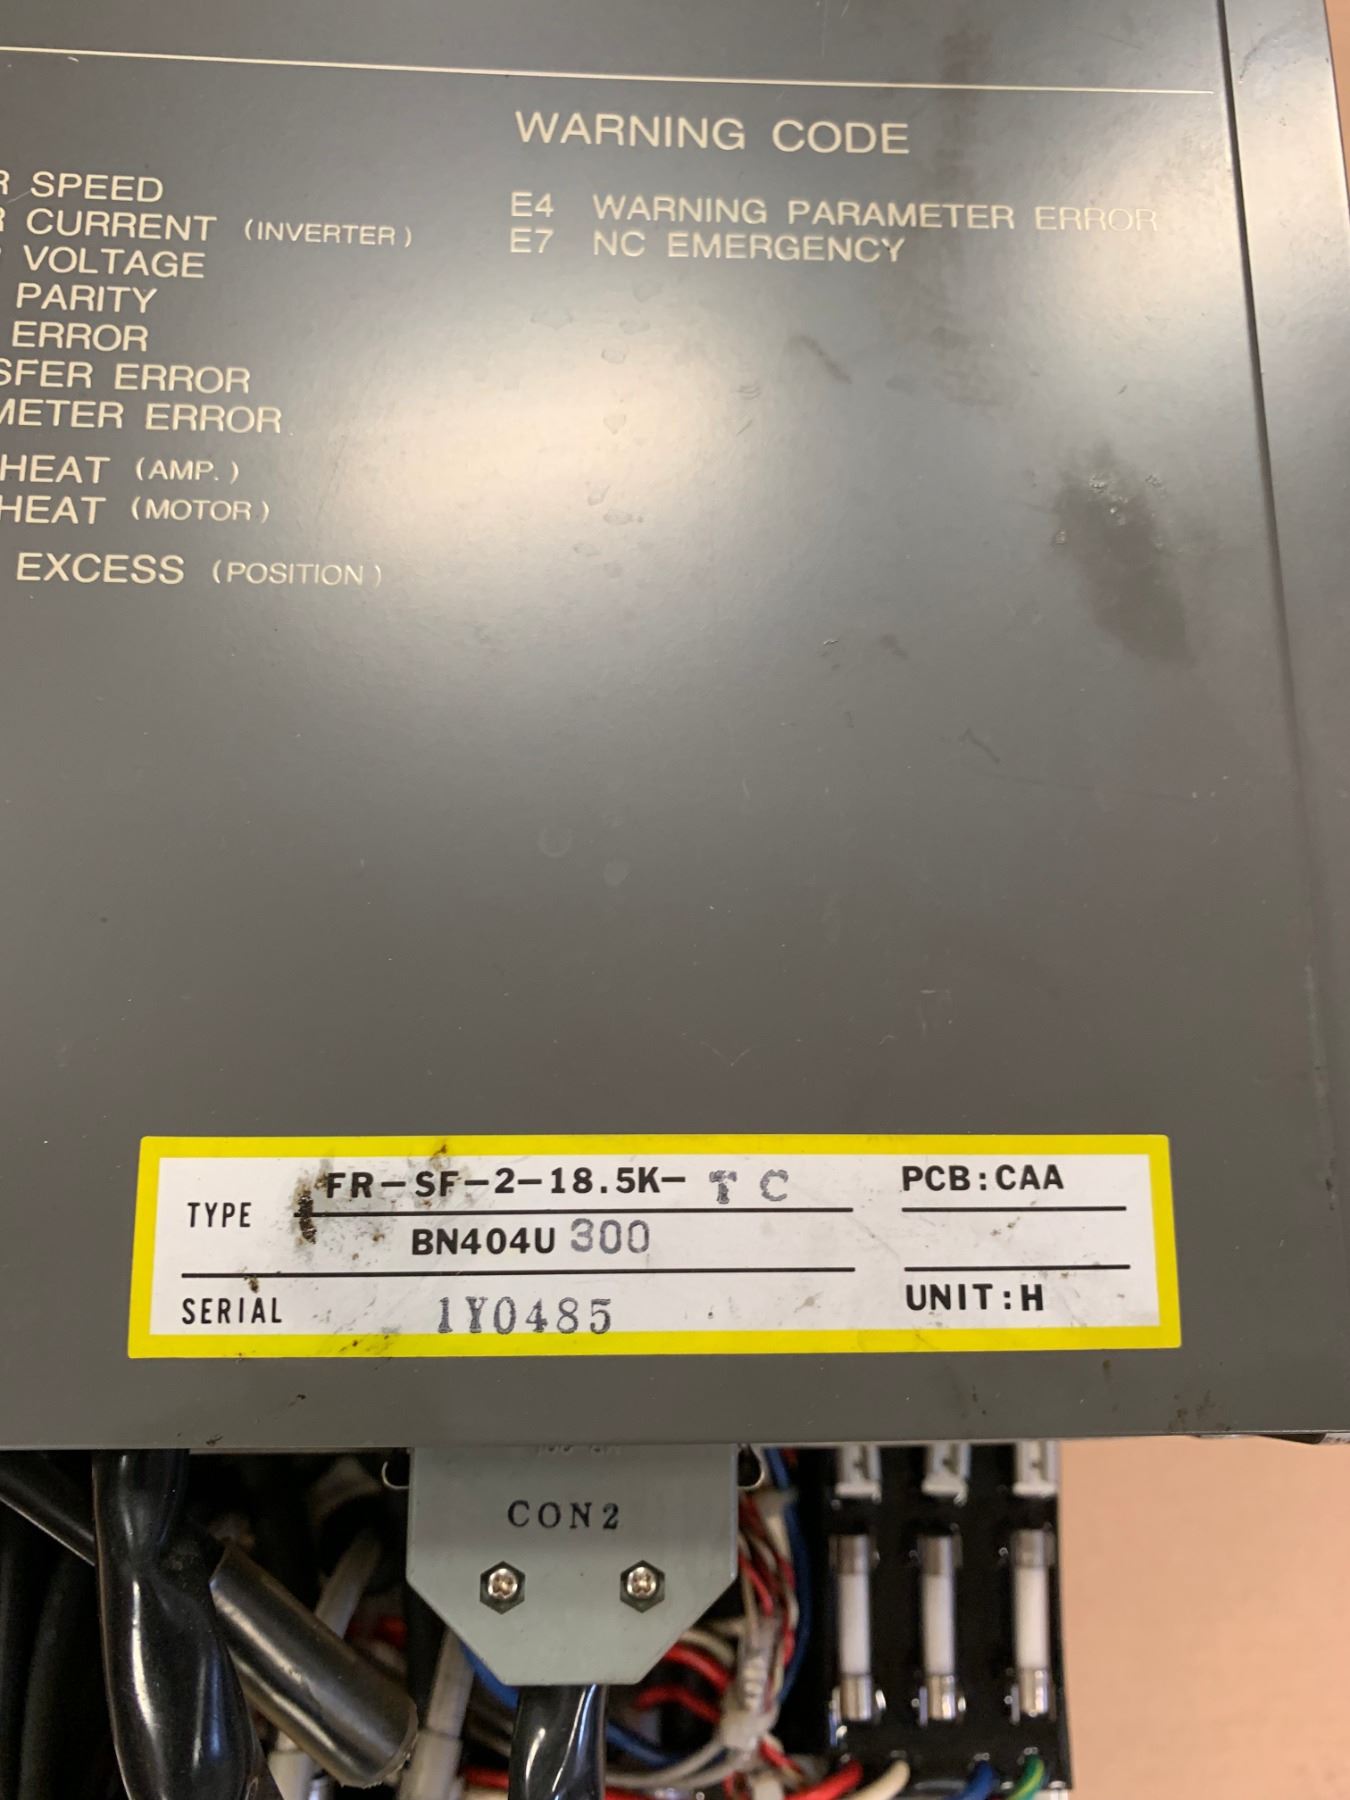 WARNING CODE
R SPEED
R CURRENT (INVERTER)
VOLTAGE
PARITY
ERROR
SFER ERROR
METER ERROR
HEAT (AMP.)
HEAT (MOTOR)
EXCESS (POSITION)
E4 WARNING PARAMETER ERROR
E7 NC EMERGENCY
TYPE FR-SF-2-18.5K- TC PCB:CAA
BN404U 300
SERIAL 1Y0485 UNIT:H
CON2